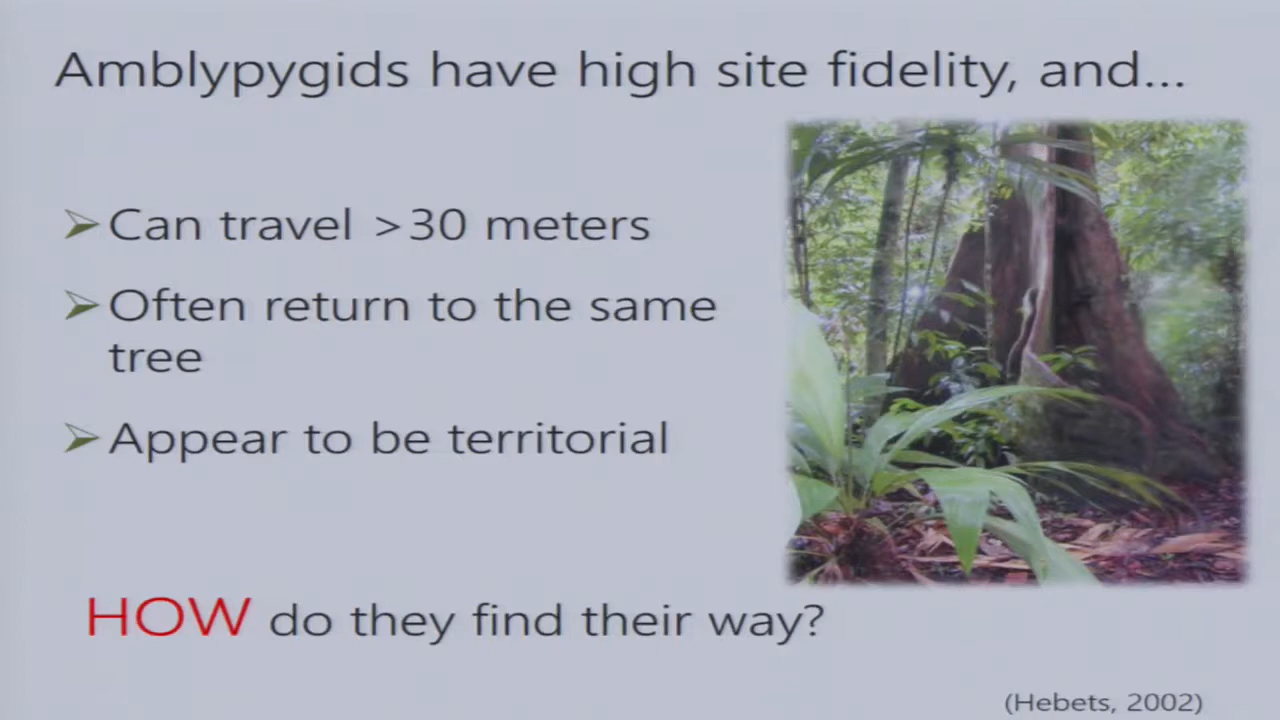 Amblypygids have high site fidelity, and...
Can travel >30 meters
Often return to the same
tree
Appear to be territorial
HOW do they find their way?
(Hebets, 2002)